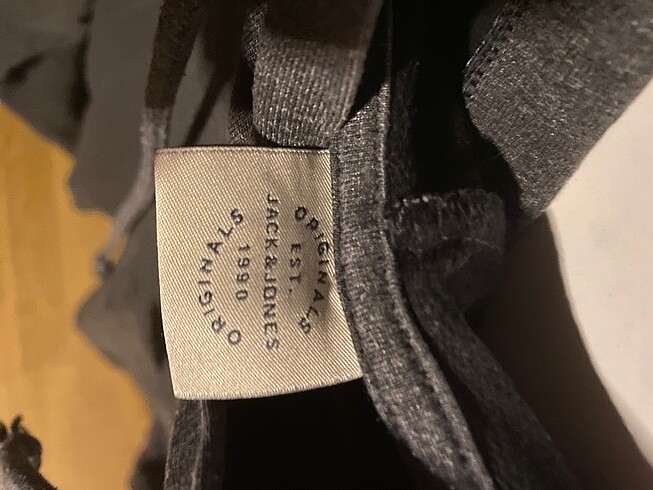 ORIGINALS
EST.
JACK&JONES
1990
ORIGINALS